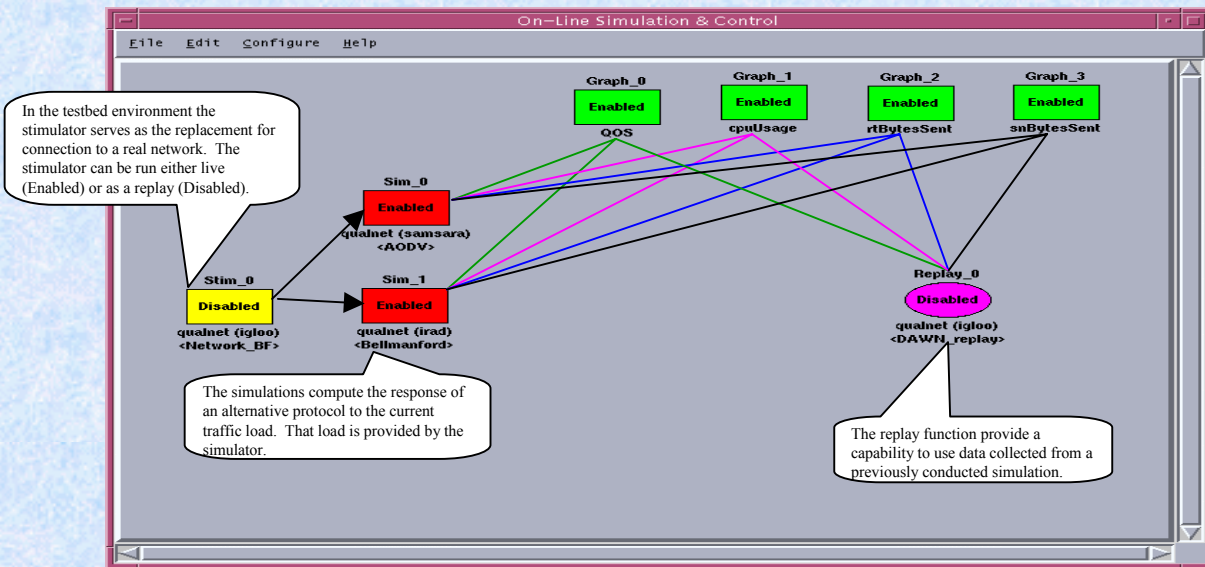 On-Line Simulation & Control
File Edit Configure Help
In the testbed environment the
stimulator serves as the replacement for
connection to a real network. The
stimulator can be run either live
(Enabled) or as a replay (Disabled).
Graph_0
Enabled
QOS
Graph_1
Enabled
cpuUsage
Graph_2
Enabled
rtBytesSent
Graph_3
Enabled
snBytesSent
Sim_0
Enabled
qualnet (samsara)
<AODV>
Stim_0
Disabled
qualnet (igloo)
<Network_BF>
Sim_1
Enabled
qualnet (irad)
<Bellmanford>
Replay_0
Disabled
qualnet (igloo)
<DAWN_replay>
The simulations compute the response of
an alternative protocol to the current
traffic load. That load is provided by the
simulator.
The replay function provide a
capability to use data collected from a
previously conducted simulation.